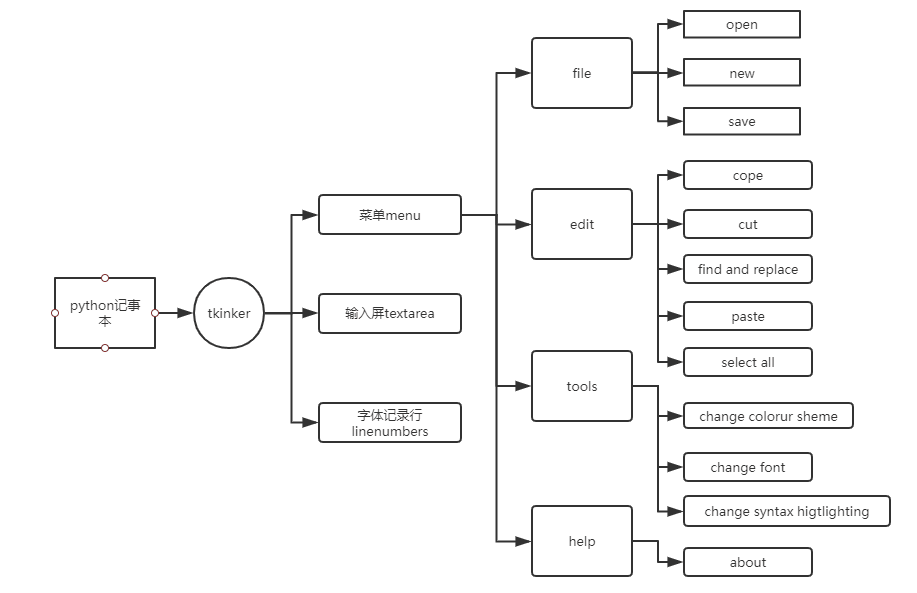 python记事
本
tkinker
菜单menu
输入屏textarea
字体记录行
linenumbers
file
open
new
save
edit
cope
cut
find and replace
paste
select all
tools
change colorur sheme
change font
change syntax higtlighting
help
about